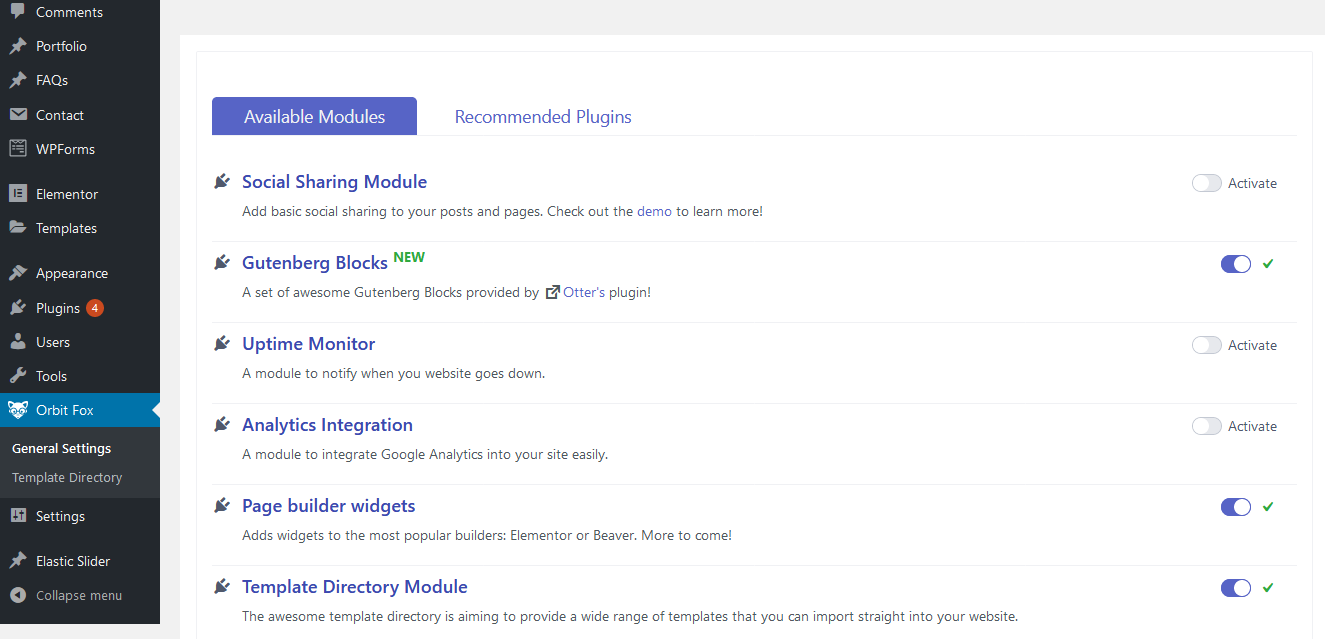 Comments
Portfolio
FAQs
Contact
WPForms
Elementor
Templates
Appearance
Plugins 4
Users
Tools
Orbit Fox
General Settings
Template Directory
Settings
Elastic Slider
Collapse menu
Available Modules
Recommended Plugins
Social Sharing Module
Activate
Add basic social sharing to your posts and pages. Check out the demo to learn more!
Gutenberg Blocks NEW
A set of awesome Gutenberg Blocks provided by Otter's plugin!
Uptime Monitor
Activate
A module to notify when you website goes down.
Analytics Integration
Activate
A module to integrate Google Analytics into your site easily.
Page builder widgets
Adds widgets to the most popular builders: Elementor or Beaver. More to come!
Template Directory Module
The awesome template directory is aiming to provide a wide range of templates that you can import straight into your website.